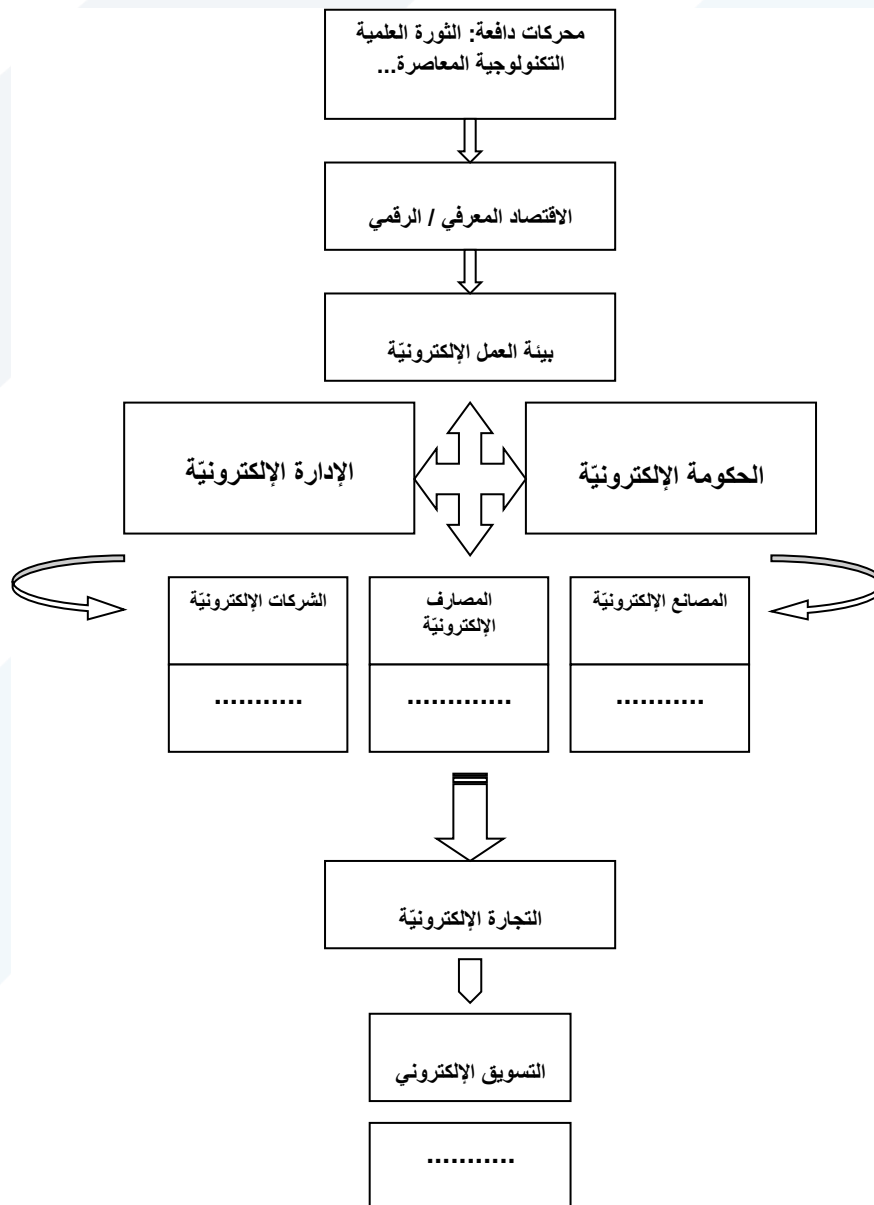 محركات دافعة: الثورة العلمية
التكنولوجية المعاصرة...
الاقتصاد المعرفي / الرقمي
بيئة العمل الإلكترونيّة
الحكومة الإلكترونيّة
الإدارة الإلكترونيّة
المصانع الإلكترونيّة
المصارف
الإلكترونيّة
الشركات الإلكترونيّة
...........
.............
...........
التجارة الإلكترونيّة
التسويق الإلكتروني
...........